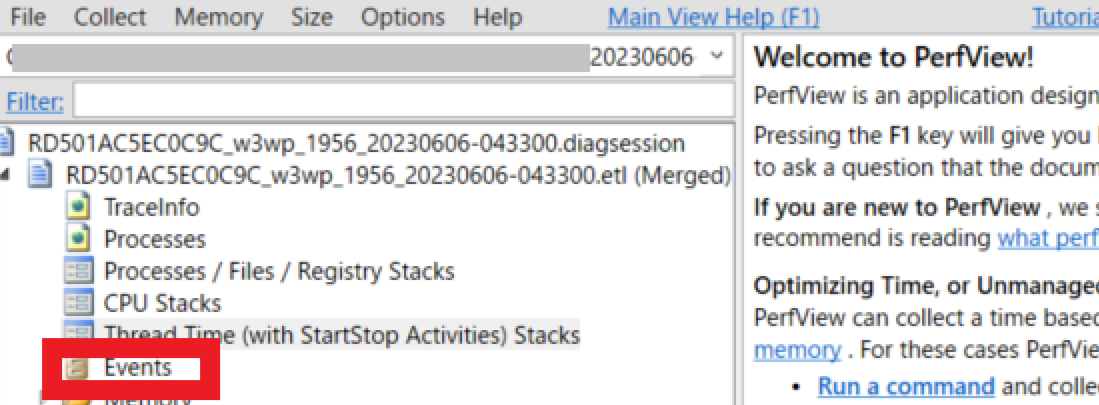 File Collect Memory Size Options Help Main View Help (F1) Tutoria
20230606
Filter:
RD501AC5EC0C9C_w3wp_1956_20230606-043300.diagsession
RD501AC5EC0C9C_w3wp_1956_20230606-043300.etl (Merged)
TraceInfo
Processes
Processes / Files / Registry Stacks
CPU Stacks
Thread Time (with StartStop Activities) Stacks
Events
Memory
Welcome to PerfView!
PerfView is an application design
Pressing the F1 key will give you
to ask a question that the docum
If you are new to PerfView , we s
recommend is reading what perf
Optimizing Time, or Unmanaged
PerfView can collect a time based
memory . For these cases PerfVie
• Run a command and colle